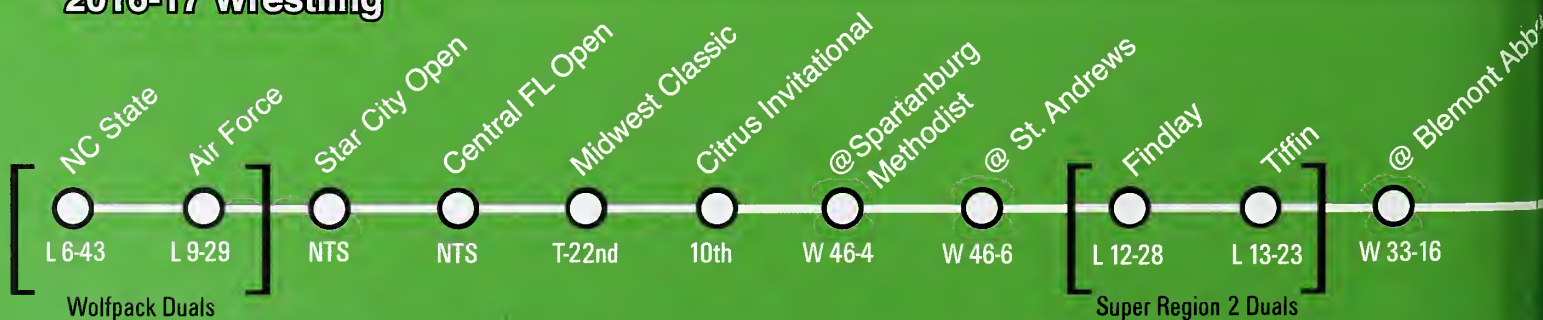 2016-17 Wrestling
NC State
Air Force
Star City Open
Central FL Open
Midwest Classic
Citrus Invitational
@Spartanburg
Methodist
@ St. Andrews
Findlay
Tiffin
@ Blemont
L 6-43
L 9-29
NTS
NTS
T-22nd
10th
W 46-4
W 46-6
L 12-28
L 13-23
W 33-16
Wolfpack Duals
Super Region 2 Duals